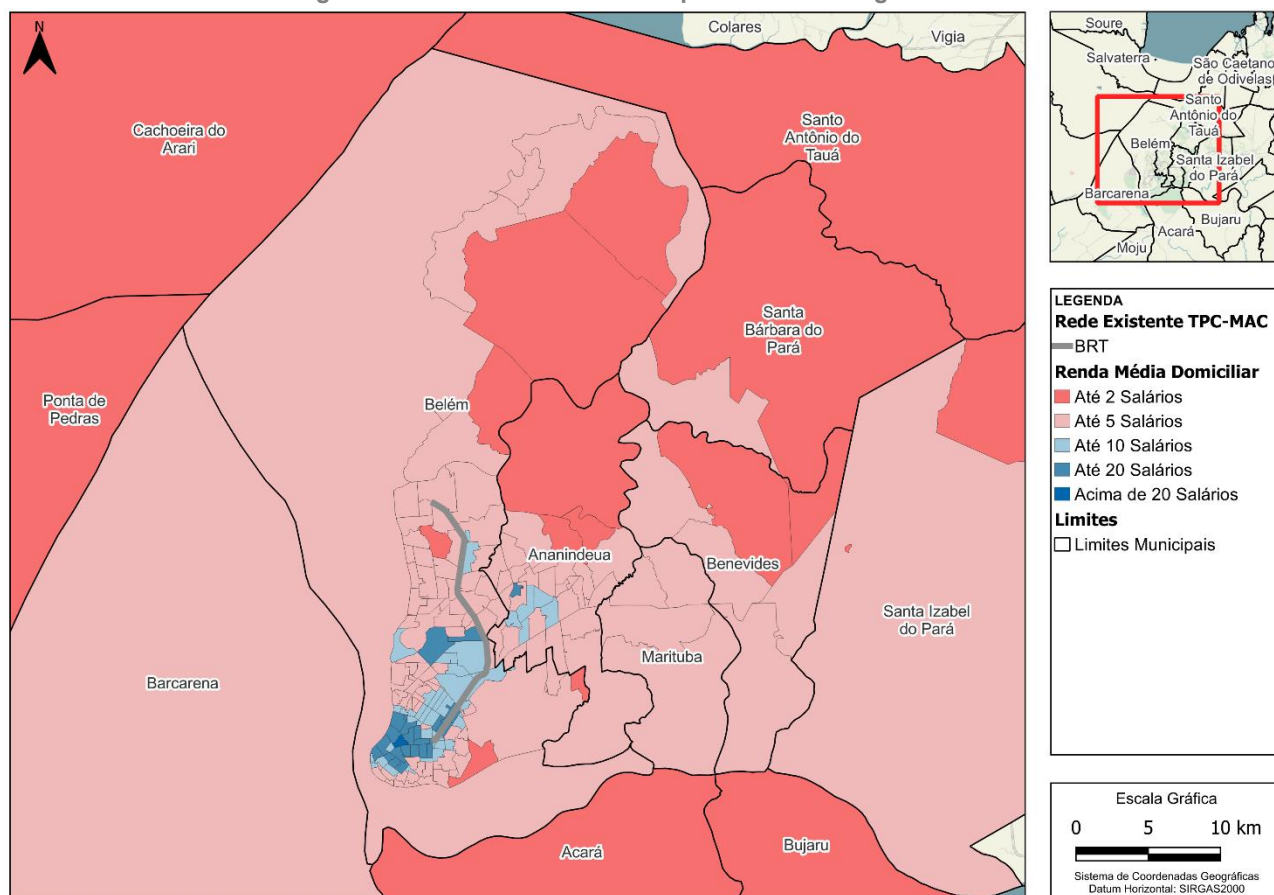 N
Colares
Vigia
Cachoeira do
Arari
Santo
Antônio do
Tauá
Santa
Bárbara do
Pará
Ponta de
Pedras
Belém
Ananindeua
Benevides
Santa Izabel
do Pará
Marituba
Barcarena
Acará
Bujaru
Soure
Salvaterra
São Caetano
de Odivelas
Santo
Antônio do
Tauá
Belém
Santa Izabel
do Pará
Barcarena
Bujaru
Acará
Moju
LEGENDA
Rede Existente TPC-MAC
BRT
Renda Média Domiciliar
Até 2 Salários
Até 5 Salários
Até 10 Salários
Até 20 Salários
Acima de 20 Salários
Limites
Limites Municipais
Escala Gráfica
0 5 10 km
Sistema de Coordenadas Geográficas
Datum Horizontal: SIRGAS2000